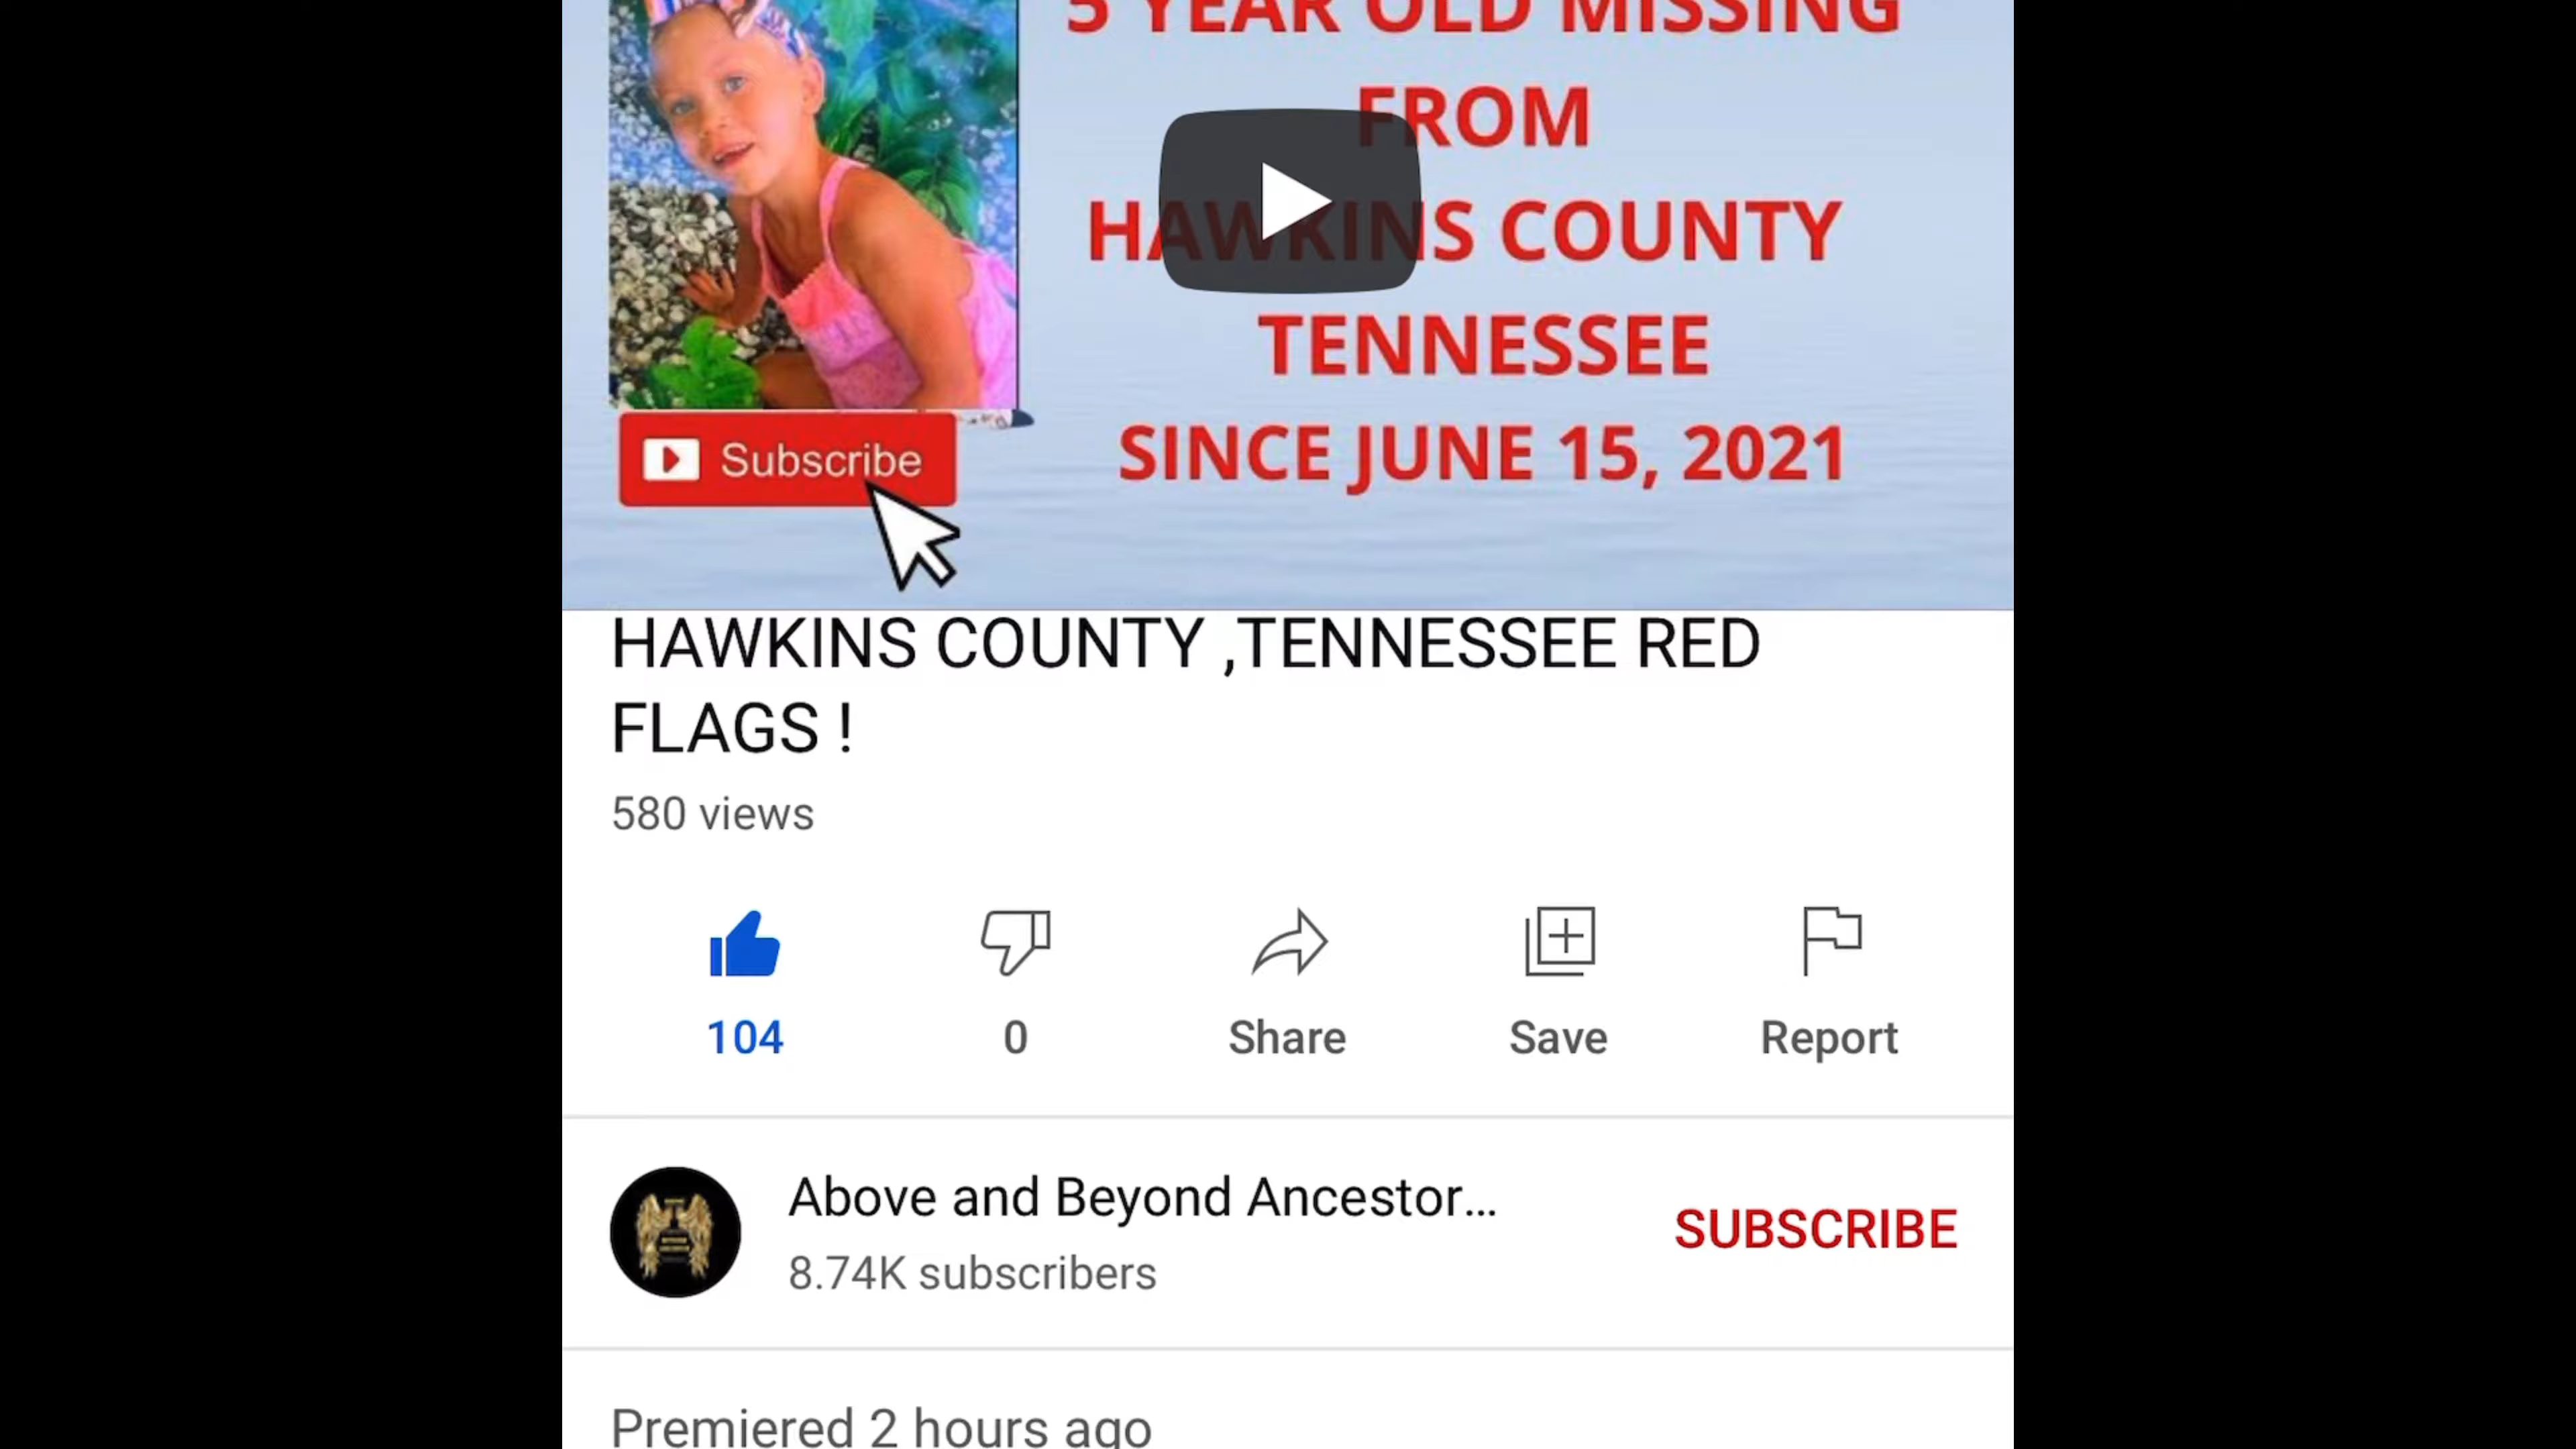 5 YEAR OLD MISSING
FROM
HAWKINS COUNTY
TENNESSEE
SINCE JUNE 15, 2021
Subscribe
HAWKINS COUNTY ,TENNESSEE RED
FLAGS !
580 views
104
0
Share
Save
Report
Above and Beyond Ancestor...
8.74K subscribers
SUBSCRIBE
Premiered 2 hours ago